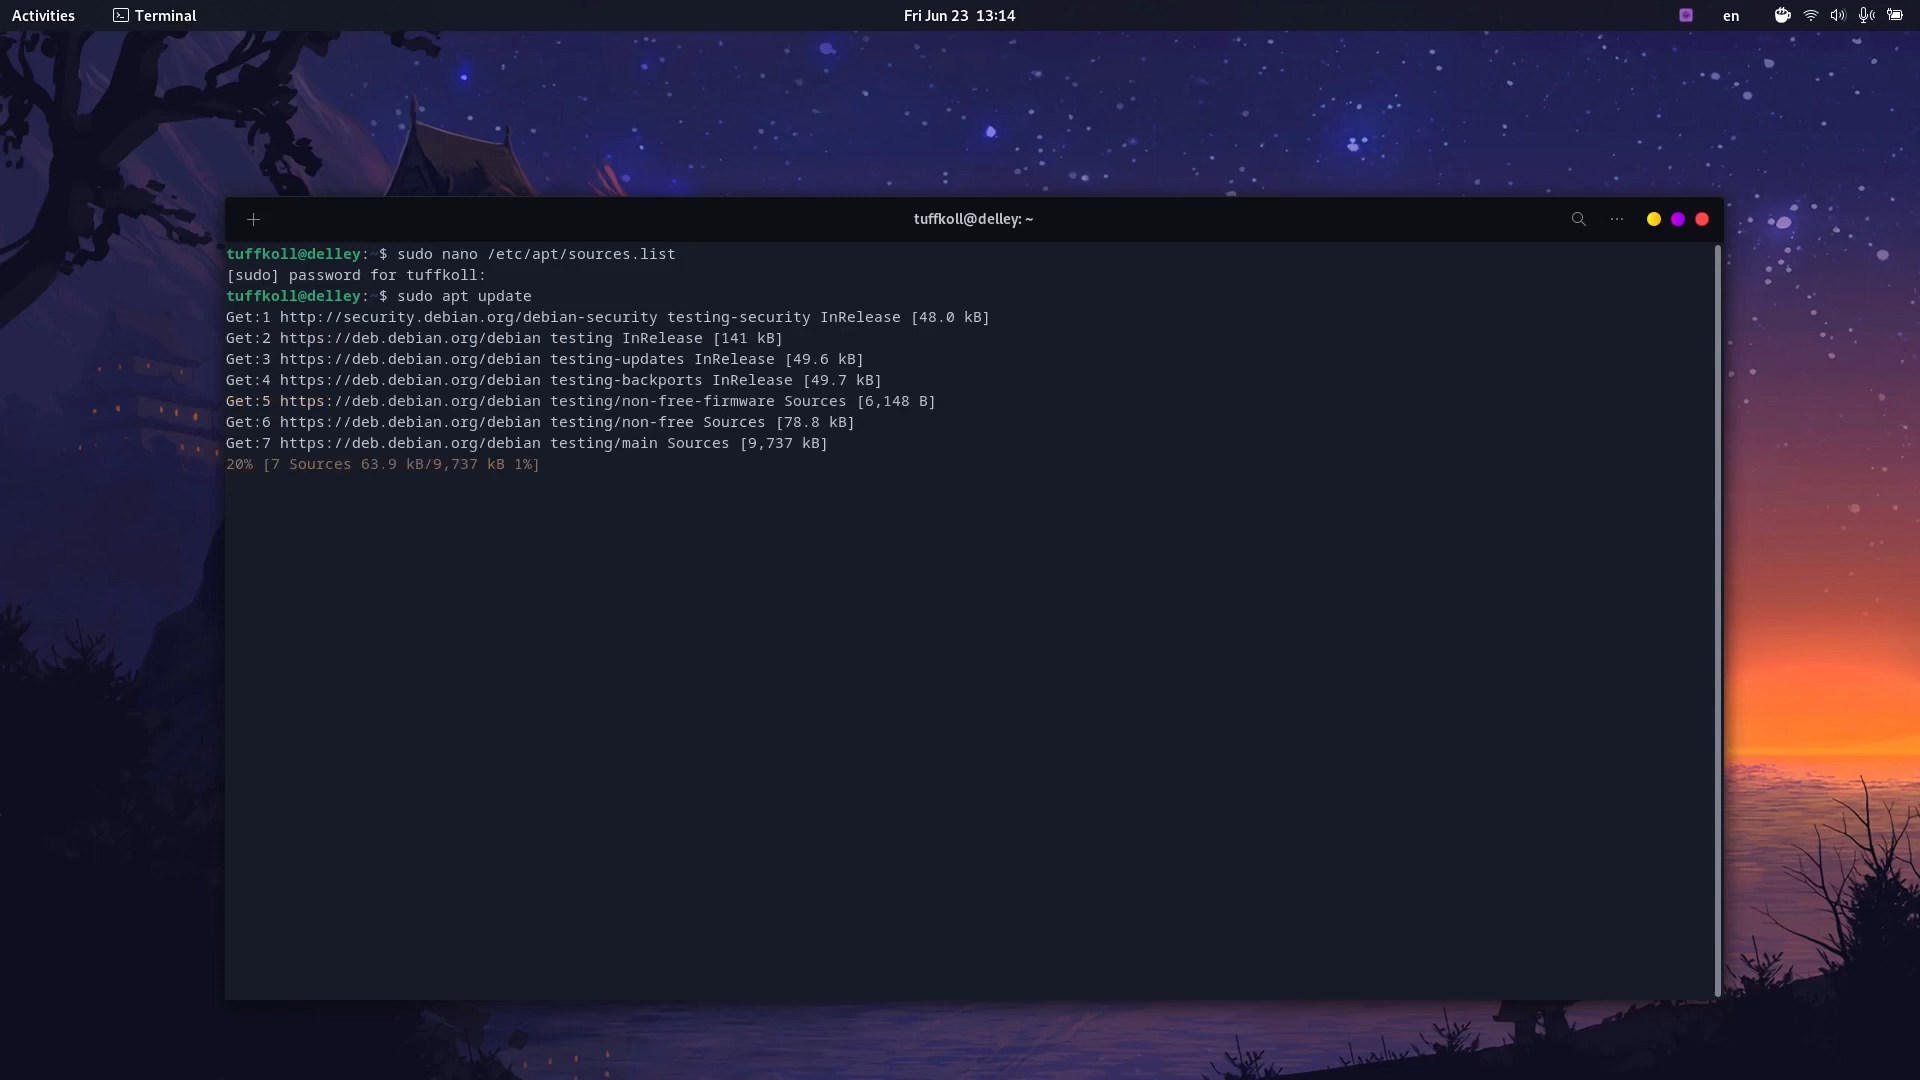 Activities Terminal Fri Jun 23 13:14 en
tuffkoll@delley: ~
tuffkoll@delley:~$ sudo nano /etc/apt/sources.list
[sudo] password for tuffkoll:
tuffkoll@delley:~$ sudo apt update
Get:1 http://security.debian.org/debian-security testing-security InRelease [48.0 kB]
Get:2 https://deb.debian.org/debian testing InRelease [141 kB]
Get:3 https://deb.debian.org/debian testing-updates InRelease [49.6 kB]
Get:4 https://deb.debian.org/debian testing-backports InRelease [49.7 kB]
Get:5 https://deb.debian.org/debian testing/non-free-firmware Sources [6,148 B]
Get:6 https://deb.debian.org/debian testing/non-free Sources [78.8 kB]
Get:7 https://deb.debian.org/debian testing/main Sources [9,737 kB]
20% [7 Sources 63.9 kB/9,737 kB 1%]